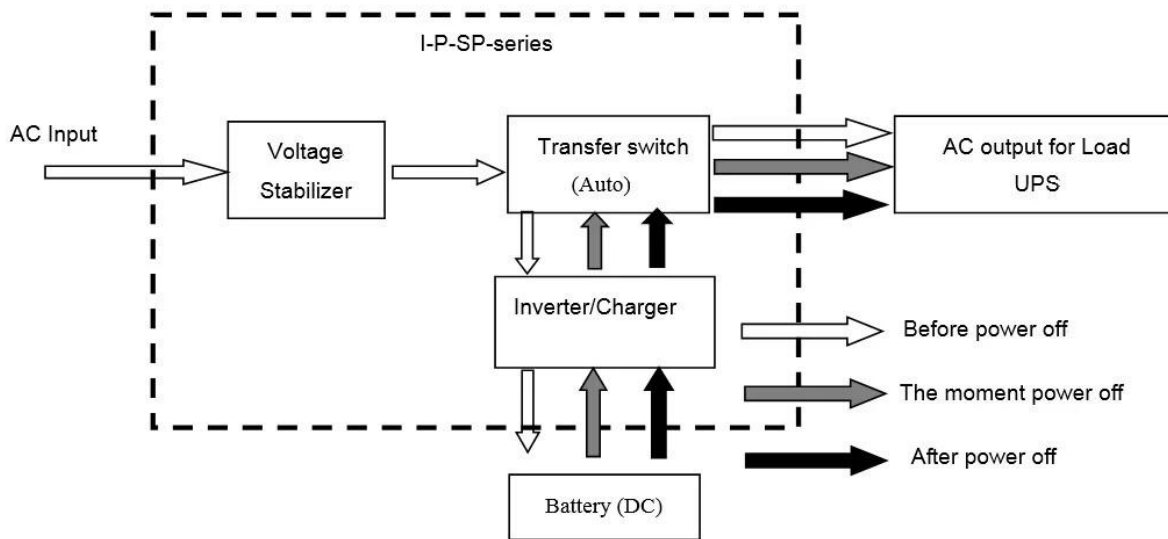 I-P-SP-series
AC Input
Voltage
Stabilizer
Transfer switch
(Auto)
AC output for Load
UPS
Inverter/Charger
Before power off
The moment power off
After power off
Battery (DC)